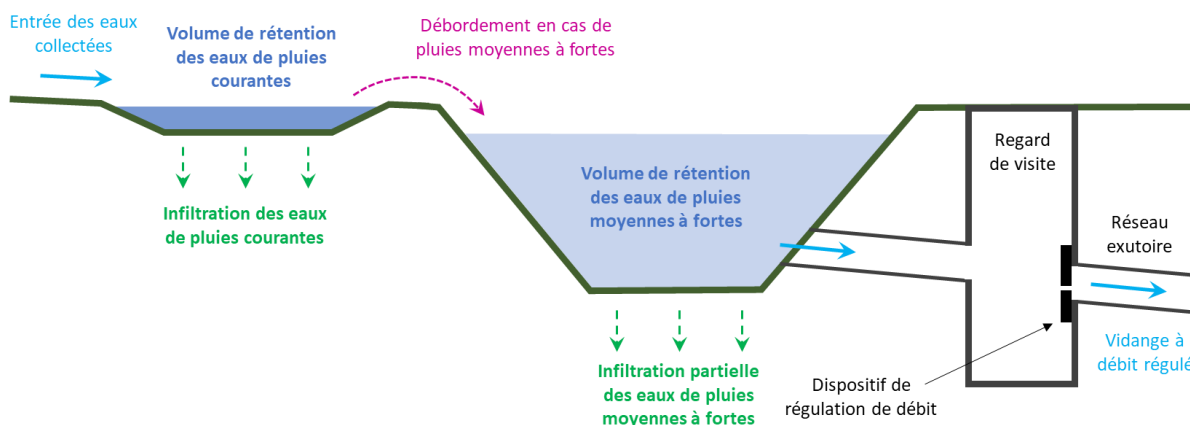 Entrée des eaux
collectées
Volume de rétention
des eaux de pluies
courantes
Débordement en cas de
pluies moyennes à fortes
Infiltration des eaux
de pluies courantes
Volume de rétention
des eaux de pluies
moyennes à fortes
Infiltration partielle
des eaux de pluies
moyennes à fortes
Regard
de visite
Réseau
exutoire
Vidange à
débit régulé
Dispositif de
régulation de débit